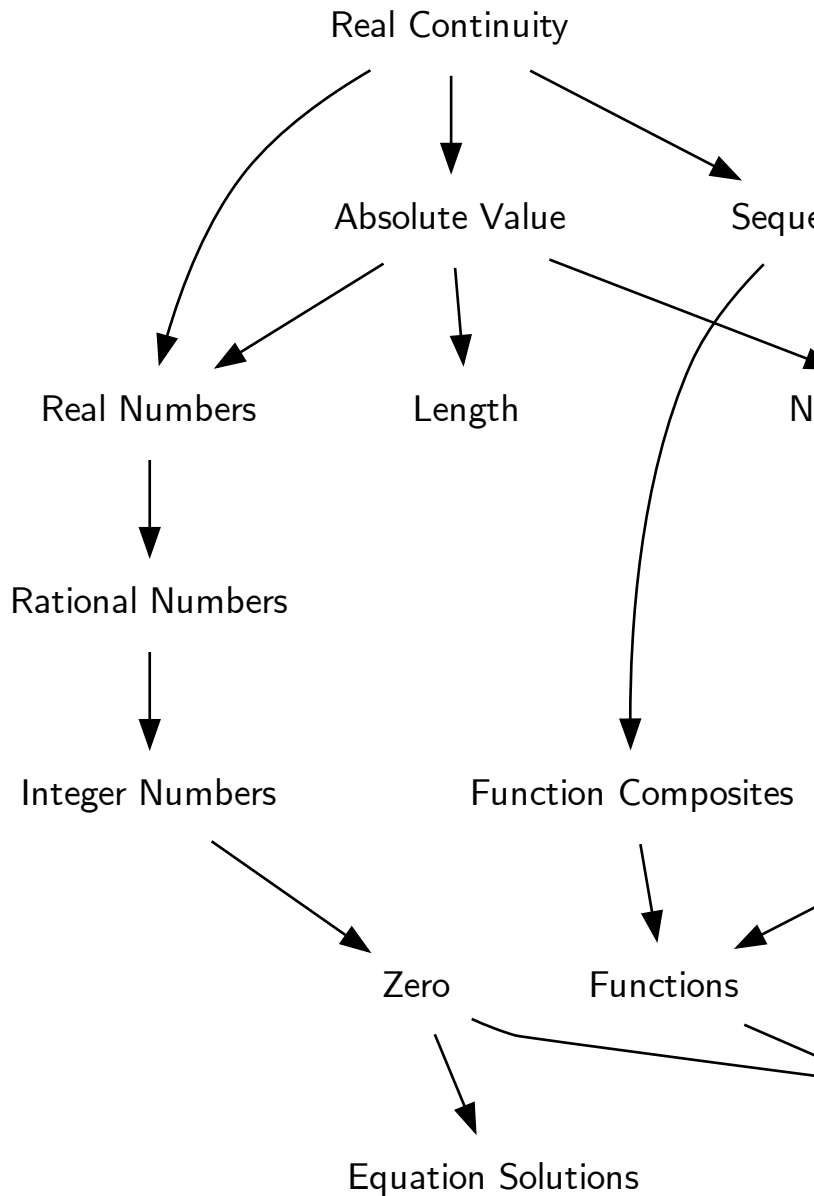 Real Continuity
Absolute Value
Real Numbers
Length
Rational Numbers
Integer Numbers
Function Composites
Zero
Functions
Equation Solutions